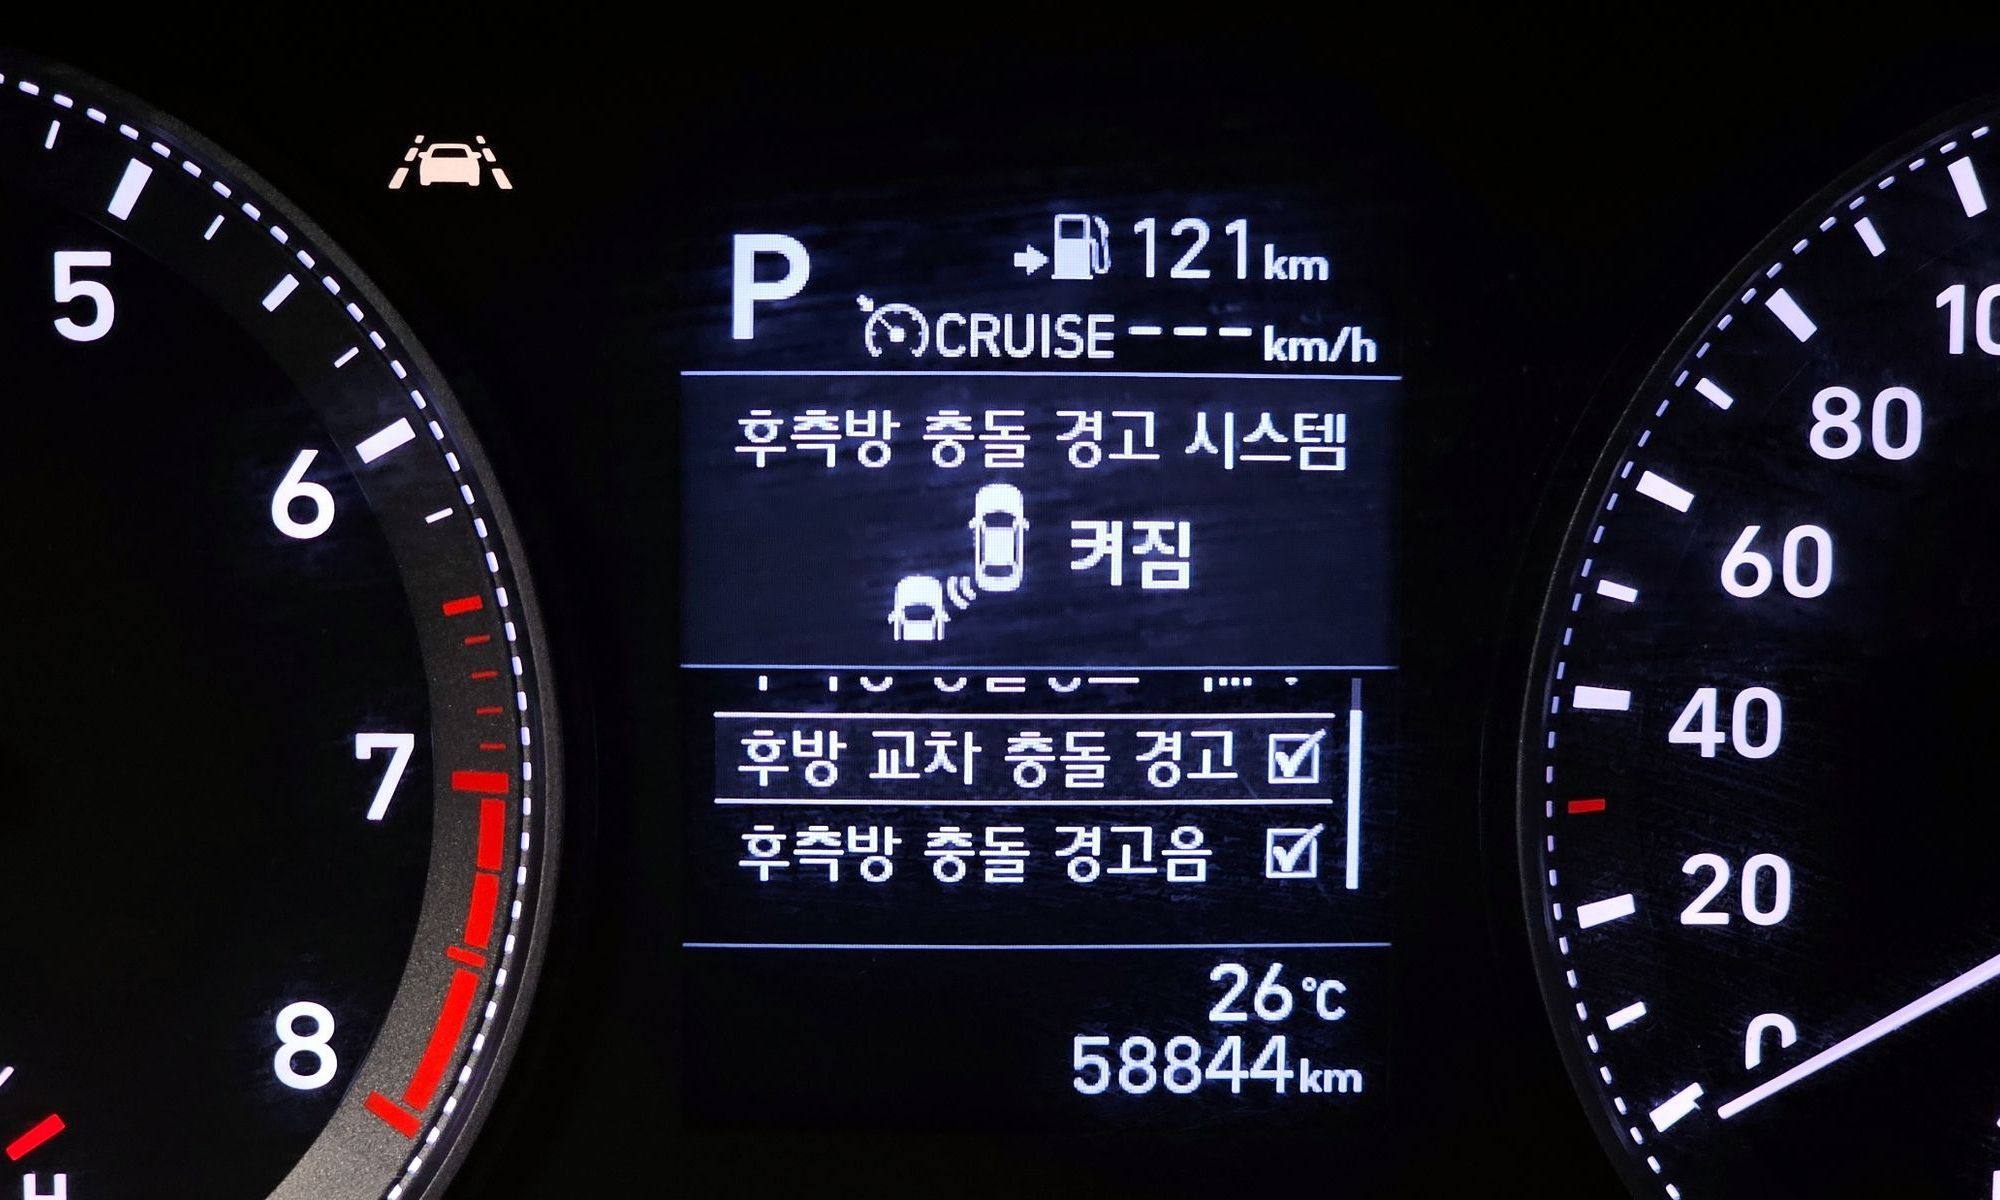 5
6
7
8
H
P
121km
CRUISE ---km/h
후측방 충돌 경고 시스템
켜짐
후방 교차 충돌 경고
후측방 충돌 경고음
26°C
58844km
80
60
40
20